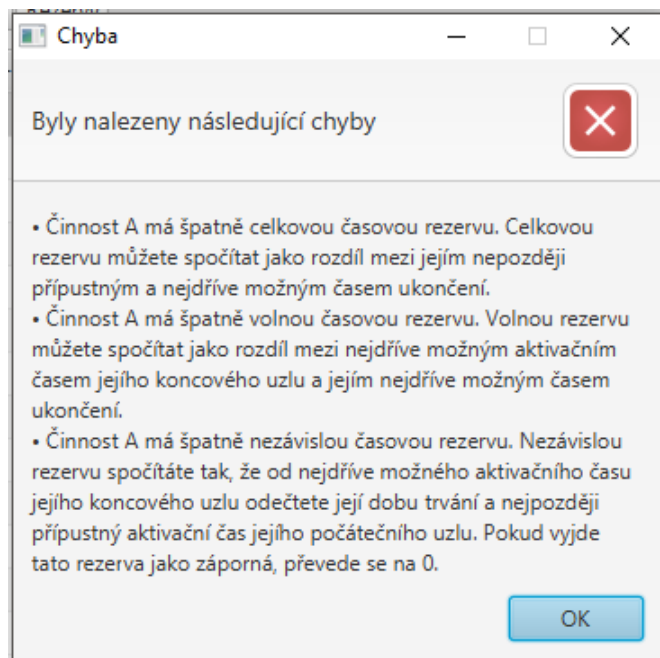 Chyba
Byly nalezeny následující chyby
• Činnost A má špatně celkovou časovou rezervu. Celkovou
rezervu můžete spočítat jako rozdíl mezi jejím nepozději
přípustným a nejdříve možným časem ukončení.
• Činnost A má špatně volnou časovou rezervu. Volnou rezervu
můžete spočítat jako rozdíl mezi nejdříve možným aktivačním
časem jejího koncového uzlu a jejím nejdříve možným časem
ukončení.
• Činnost A má špatně nezávislou časovou rezervu. Nezávislou
rezervu spočítáte tak, že od nejdříve možného aktivačního času
jejího koncového uzlu odečtete její dobu trvání a nejpozději
přípustný aktivační čas jejího počátečního uzlu. Pokud vyjde
tato rezerva jako záporná, převede se na 0.
OK